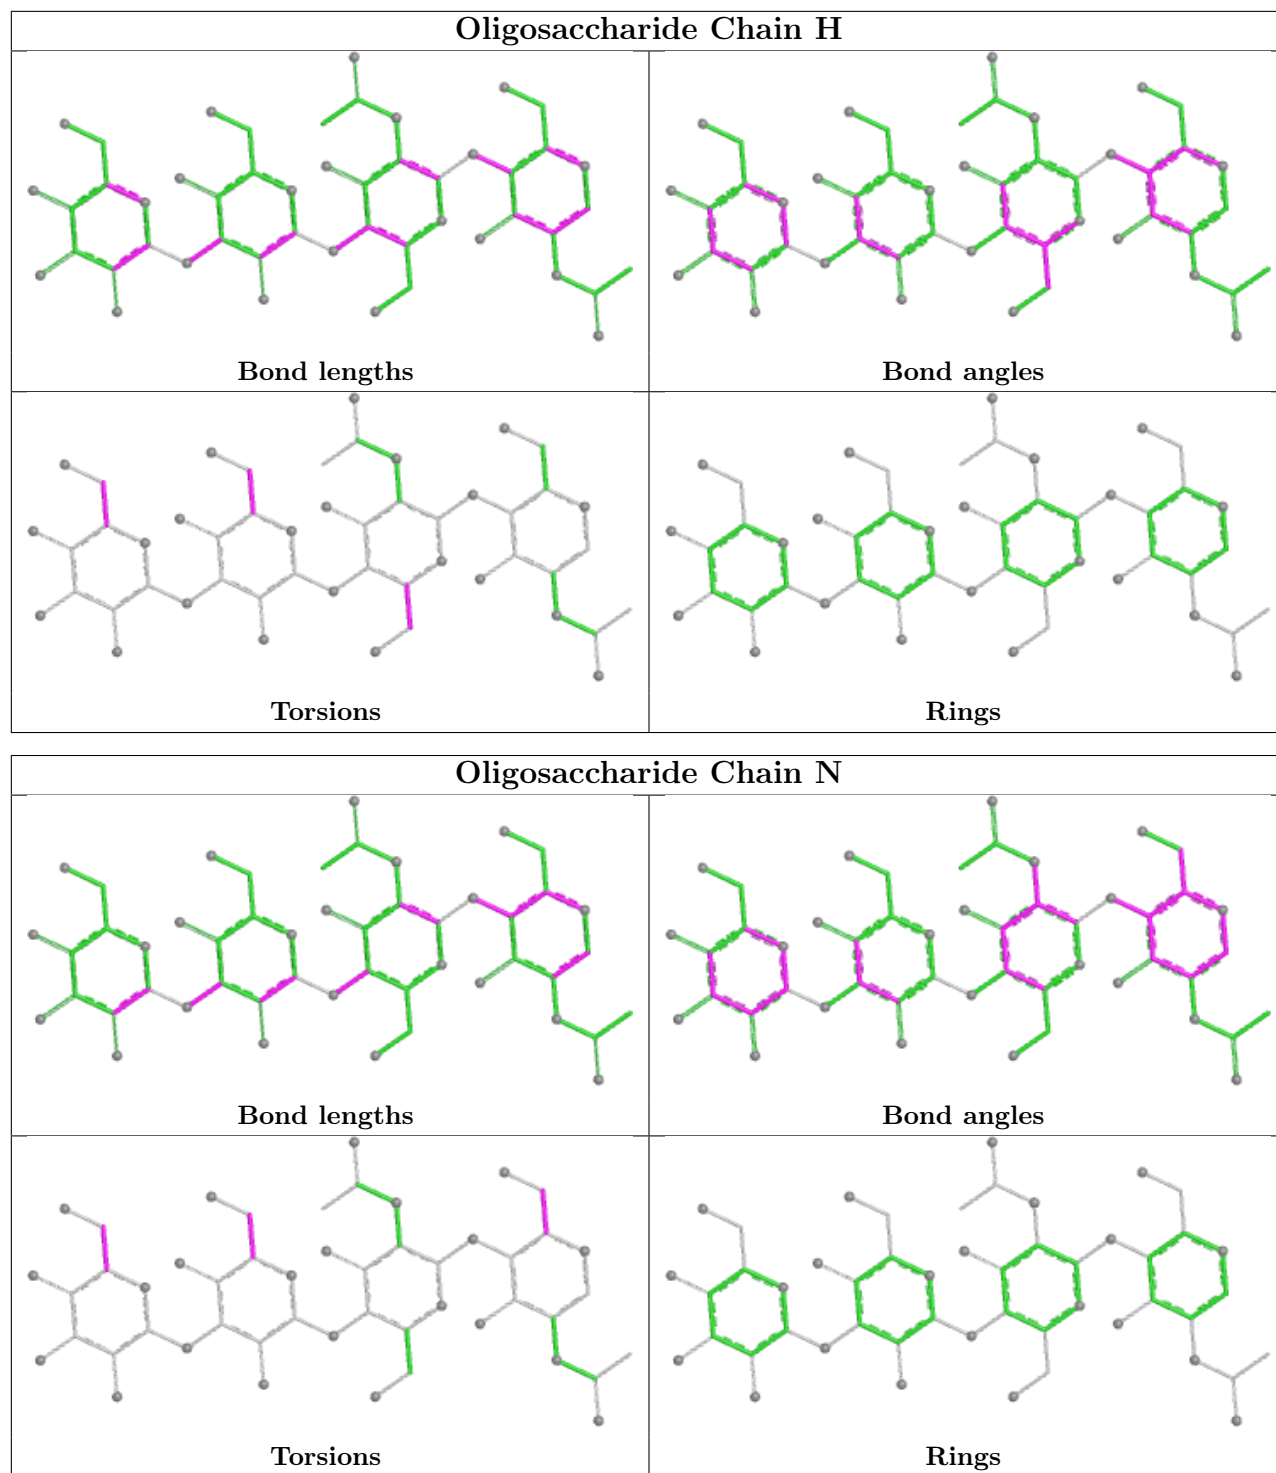 Oligosaccharide Chain H
Bond lengths
Bond angles
Torsions
Rings
Oligosaccharide Chain N
Bond lengths
Bond angles
Torsions
Rings